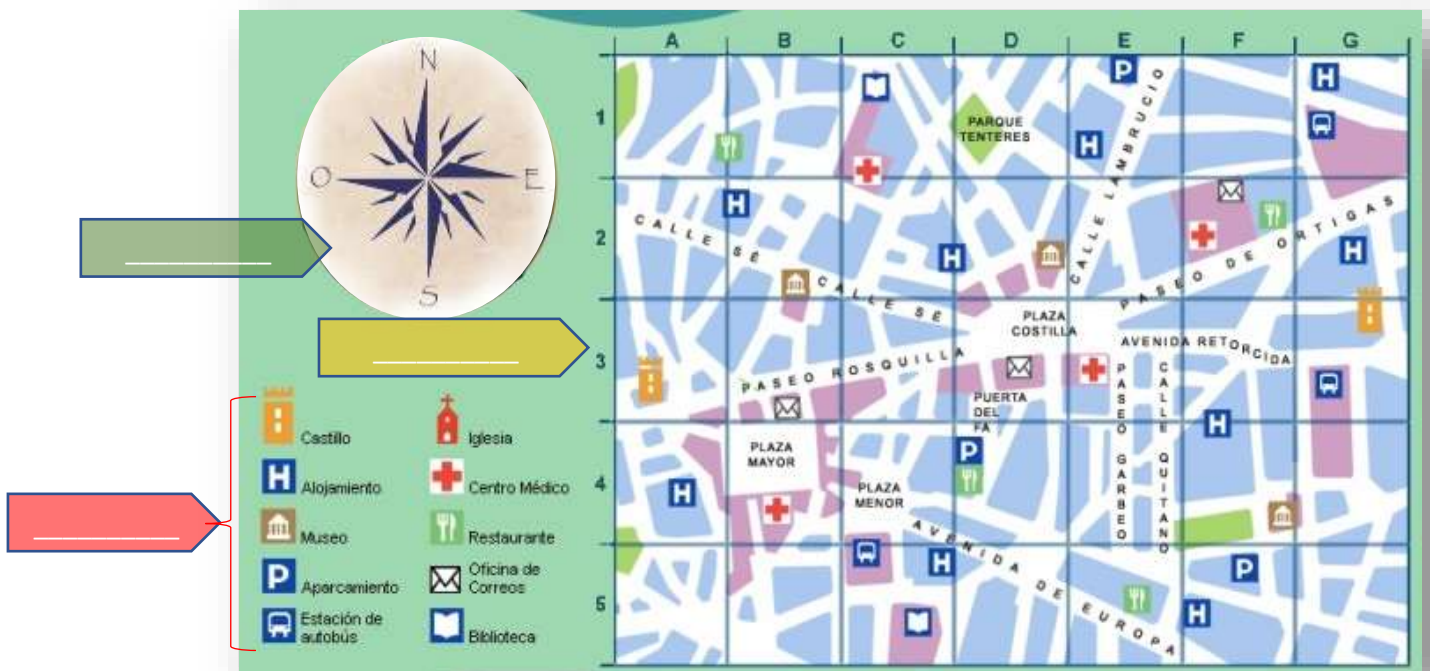 N
O
E
S
A B C D E F G
1
2
3
4
5
PARQUE
TENTERES
CALLE LAMBRUCIO
CALLE SÉ
CALLE SÉ
PASEO DE ORTIGAS
PLAZA
COSTILLA
AVENIDA RETORCIDA
PASEO ROSQUILLA
PUERTA
DEL
FA
PASEO GARBEO
CALLE QUITANO
PLAZA
MAYOR
PLAZA
MENOR
AVENIDA DE EUROPA
H
H
H
H
H
H
H
H
H
H
P
P
P
Castillo
Iglesia
H Alojamiento
Centro Médico
Museo
Restaurante
P Aparcamiento
Oficina de
Correos
Estación de
autobús
Biblioteca